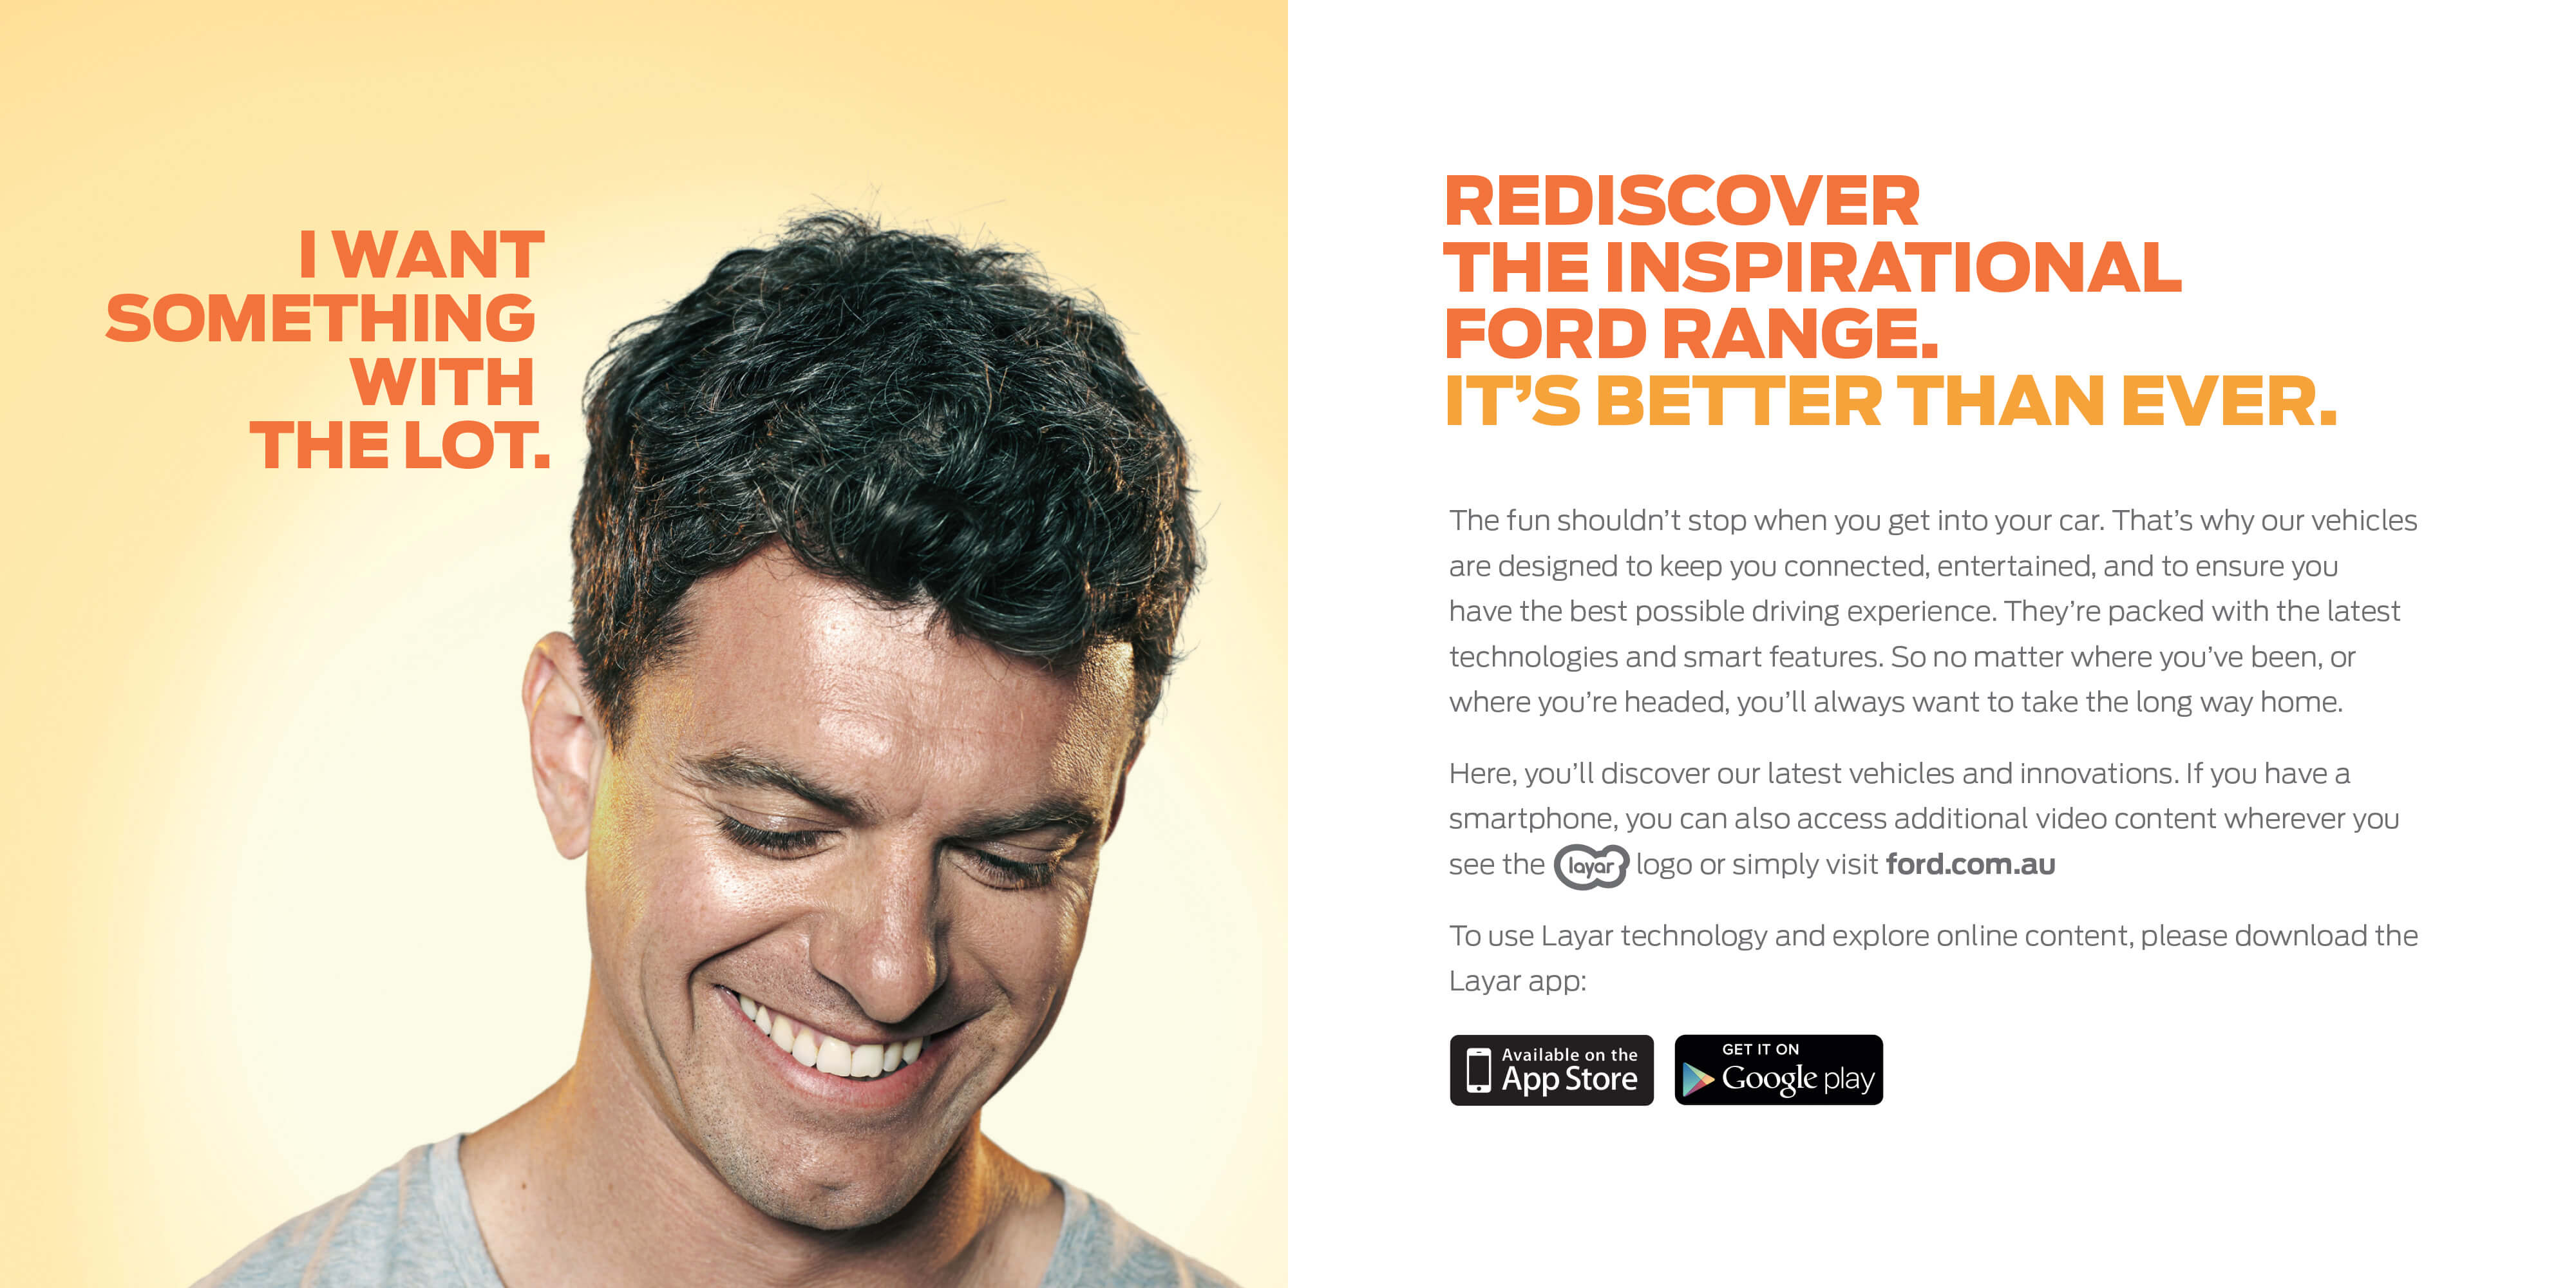 I WANT
SOMETHING
WITH
THE LOT.
REDISCOVER
THE INSPIRATIONAL
FORD RANGE.
IT’S BETTER THAN EVER.
The fun shouldn’t stop when you get into your car. That’s why our vehicles
are designed to keep you connected, entertained, and to ensure you
have the best possible driving experience. They’re packed with the latest
technologies and smart features. So no matter where you’ve been, or
where you’re headed, you’ll always want to take the long way home.
Here, you’ll discover our latest vehicles and innovations. If you have a
smartphone, you can also access additional video content wherever you
see the layar logo or simply visit ford.com.au
To use Layar technology and explore online content, please download the
Layar app:
Available on the
App Store
GET IT ON
Google play